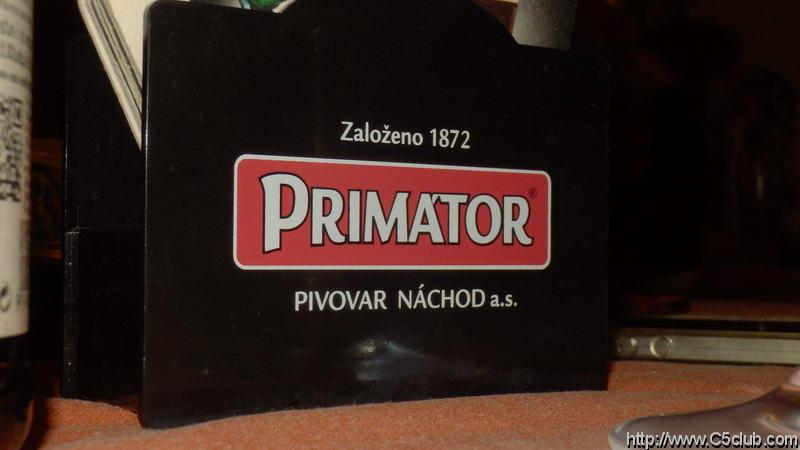 Založeno 1872
PRIMATOR®
PIVOVAR NÁCHOD a.s.
http://www.C5club.com